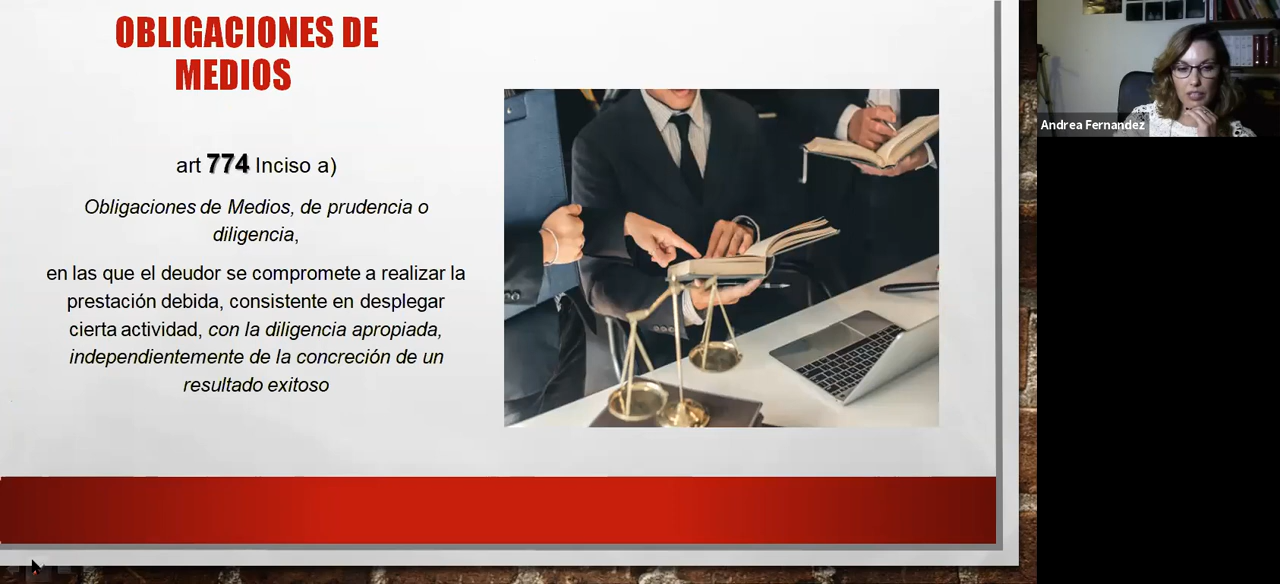 OBLIGACIONES DE
MEDIOS
art 774 Inciso a)
Obligaciones de Medios, de prudencia o
diligencia,
en las que el deudor se compromete a realizar la
prestación debida, consistente en desplegar
cierta actividad, con la diligencia apropiada,
independientemente de la concreción de un
resultado exitoso
Andrea Fernandez